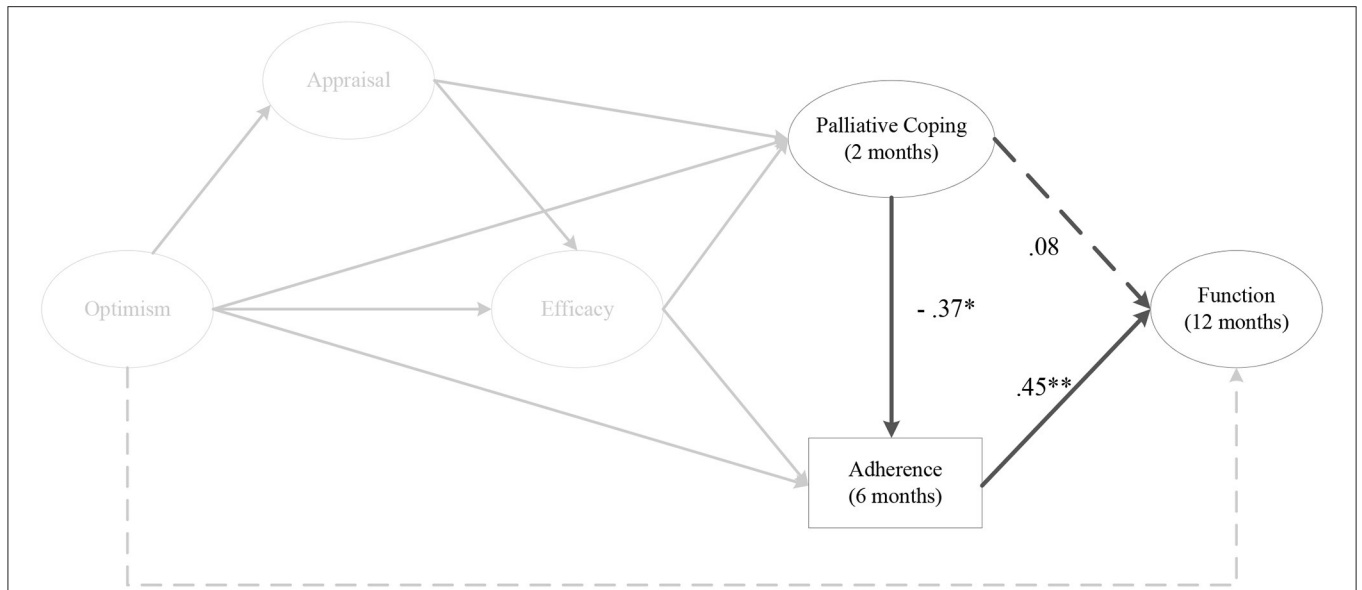 Appraisal
Palliative Coping
(2 months)
.08
Optimism
Efficacy
- .37*
Function
(12 months)
.45**
Adherence
(6 months)